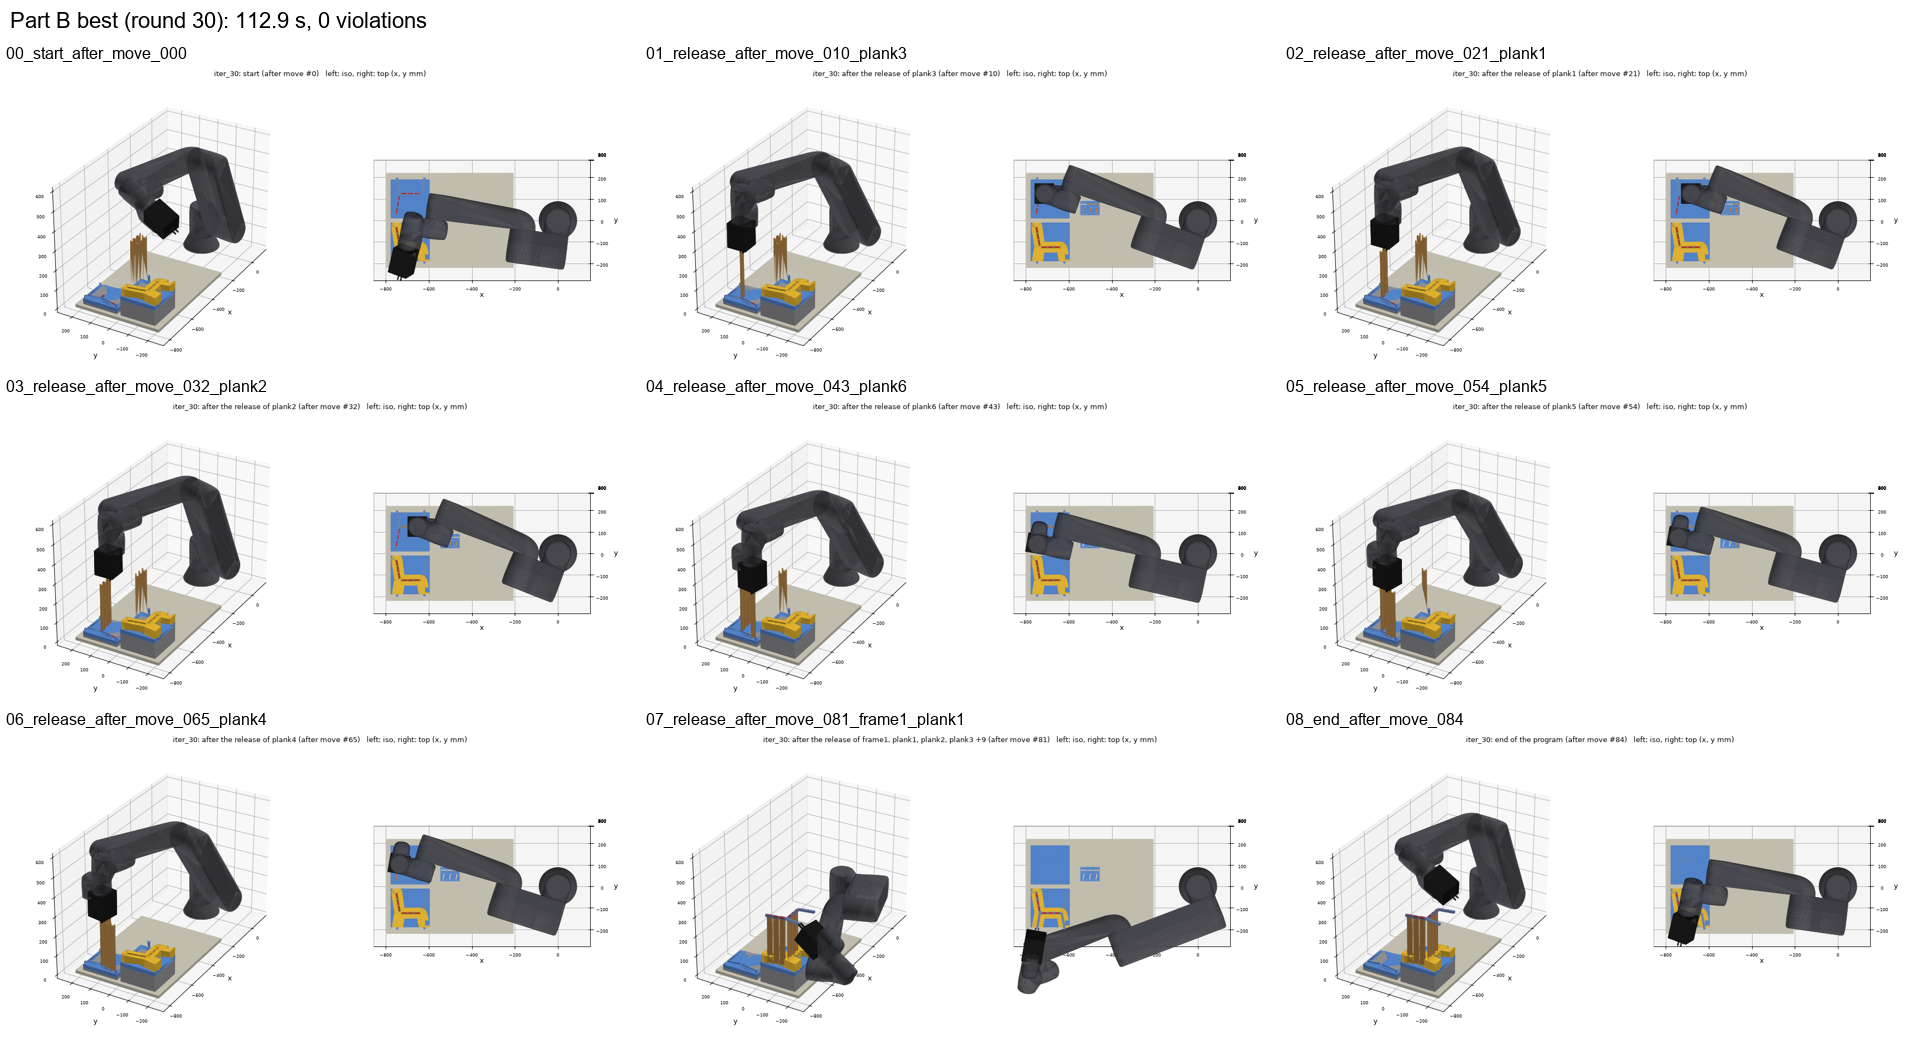 Part B best (round 30): 112.9 s, 0 violations
00_start_after_move_000
iter_30: start (after move #0) left: iso, right: top (x, y mm)
01_release_after_move_010_plank3
iter_30: after the release of plank3 (after move #10) left: iso, right: top (x, y mm)
02_release_after_move_021_plank1
iter_30: after the release of plank1 (after move #21) left: iso, right: top (x, y mm)
03_release_after_move_032_plank2
iter_30: after the release of plank2 (after move #32) left: iso, right: top (x, y mm)
04_release_after_move_043_plank6
iter_30: after the release of plank6 (after move #43) left: iso, right: top (x, y mm)
05_release_after_move_054_plank5
iter_30: after the release of plank5 (after move #54) left: iso, right: top (x, y mm)
06_release_after_move_065_plank4
iter_30: after the release of plank4 (after move #65) left: iso, right: top (x, y mm)
07_release_after_move_081_frame1_plank1
iter_30: after the release of frame1, plank1, plank2, plank3 +9 (after move #81) left: iso, right: top (x, y mm)
08_end_after_move_084
iter_30: end of the program (after move #84) left: iso, right: top (x, y mm)